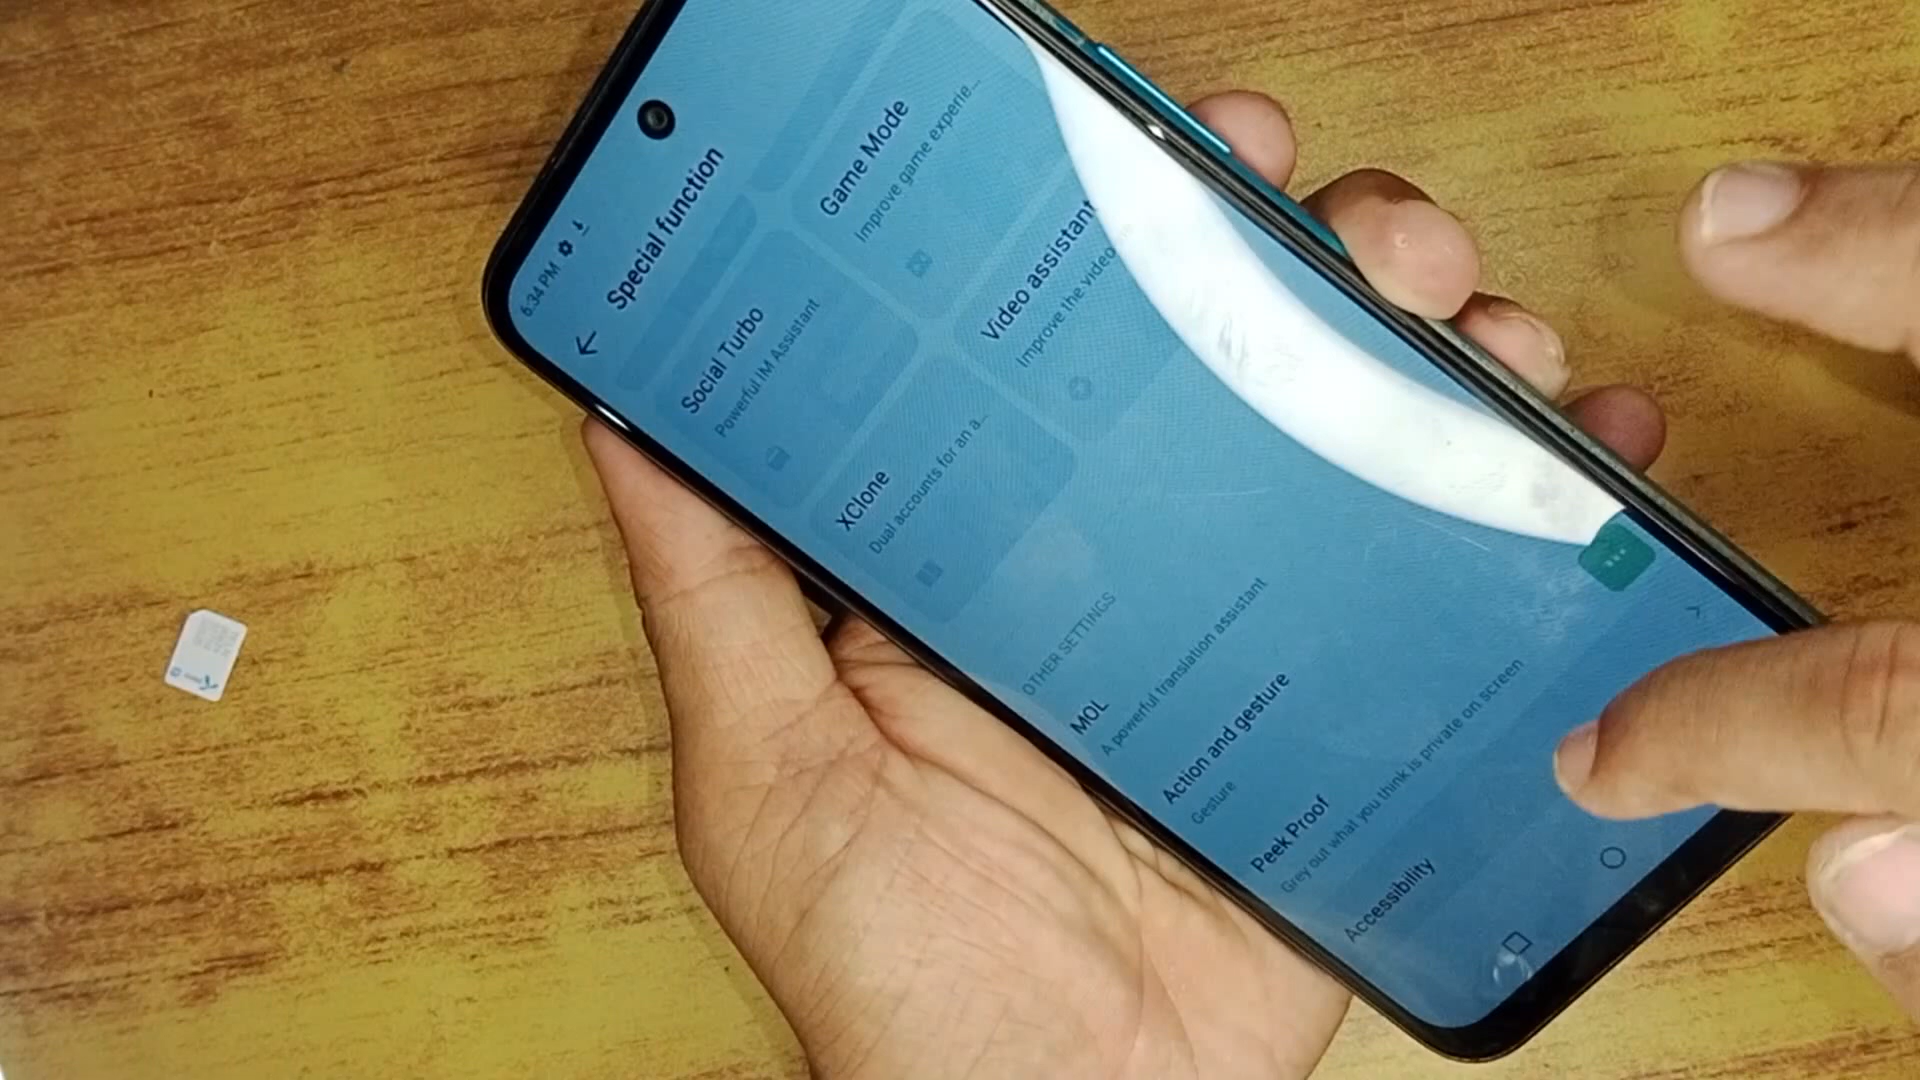 6:34 PM
Special function
Social Turbo
Powerful IM Assistant
Game Mode
Improve game experie...
XClone
Dual accounts for an a...
Video assistant
Improve the video
OTHER SETTINGS
MOL
A powerful translation assistant
Action and gesture
Gesture
Peek Proof
Grey out what you think is private on screen
Accessibility